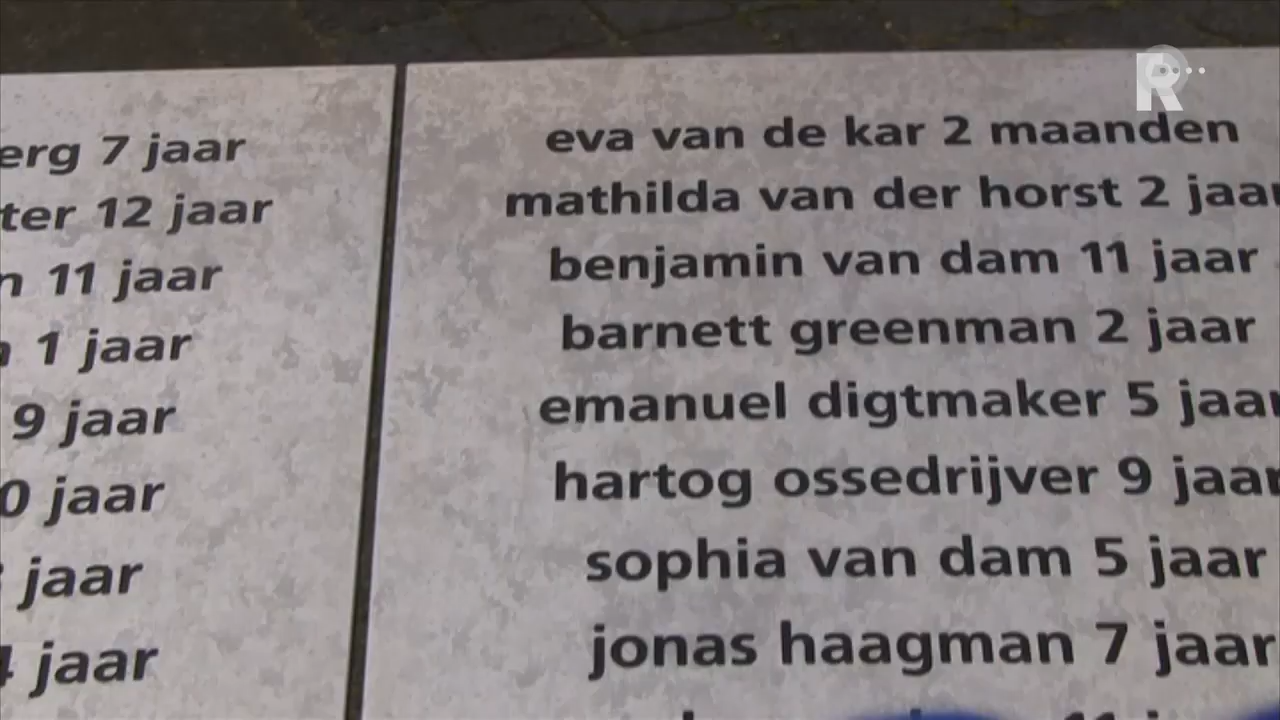 erg 7 jaar
ter 12 jaar
11 jaar
1 jaar
9 jaar
0 jaar
jaar
jaar
eva van de kar 2 maanden
mathilda van der horst 2 jaar
benjamin van dam 11 jaar
barnett greenman 2 jaar
emanuel digtmaker 5 jaar
hartog ossedrijver 9 jaar
sophia van dam 5 jaar
jonas haagman 7 jaar
R